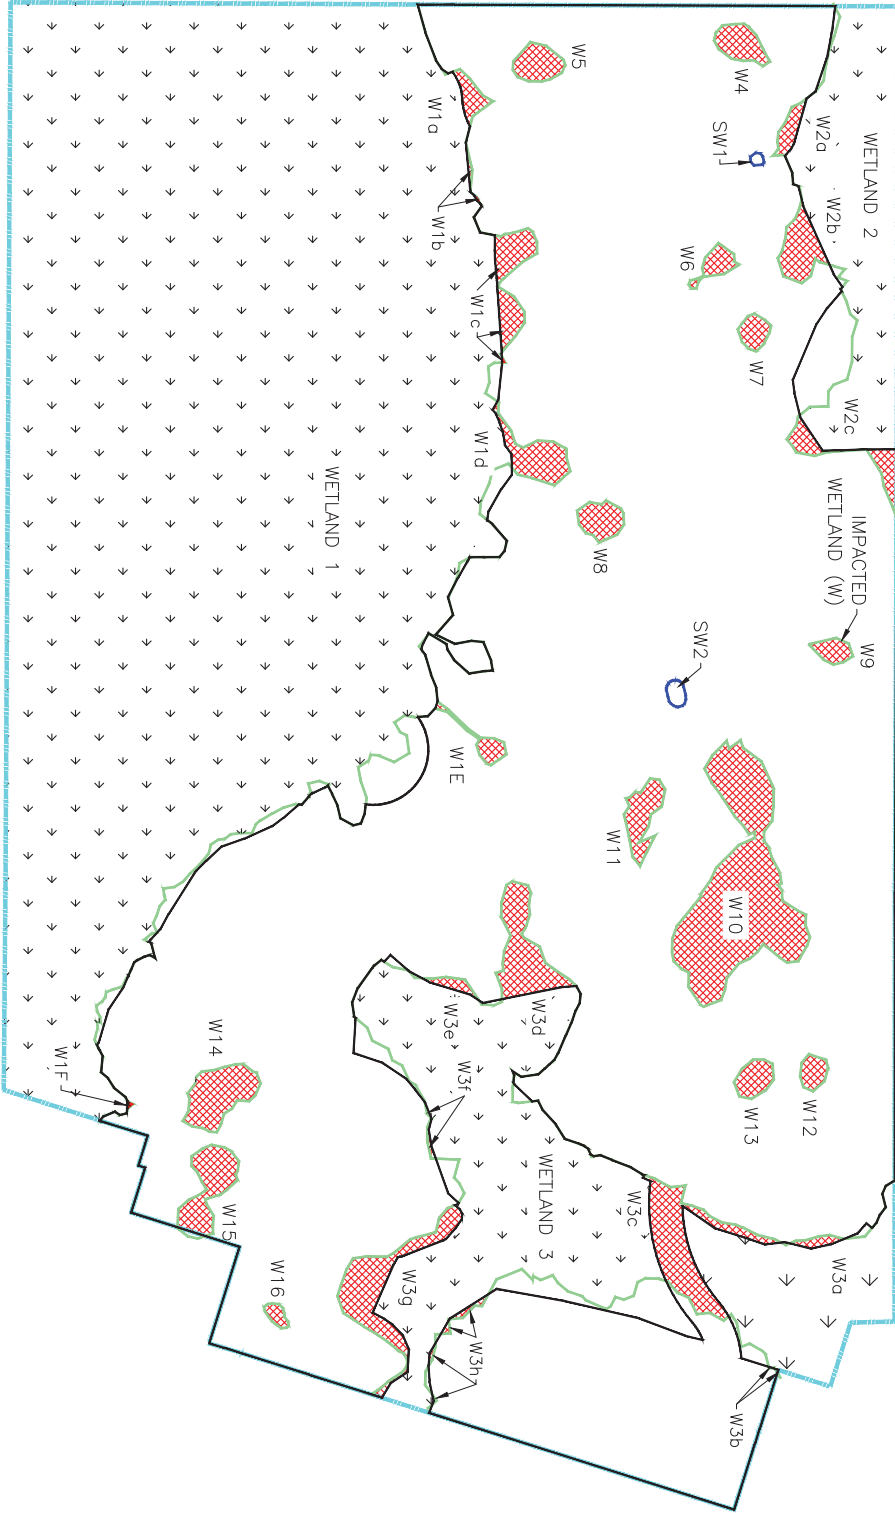 W5
W4
W1a
SW1
W2a
WETLAND 2
W1b
W2b
W6
W1c
W7
W2c
W1d
WETLAND 1
IMPACTED
WETLAND (W)
W8
W9
SW2
W1E
W11
W10
W3d
W3e
W14
W1F
W3f
W13
W12
WETLAND 3
W3c
W15
W3a
W16
W3g
W3h
W3b